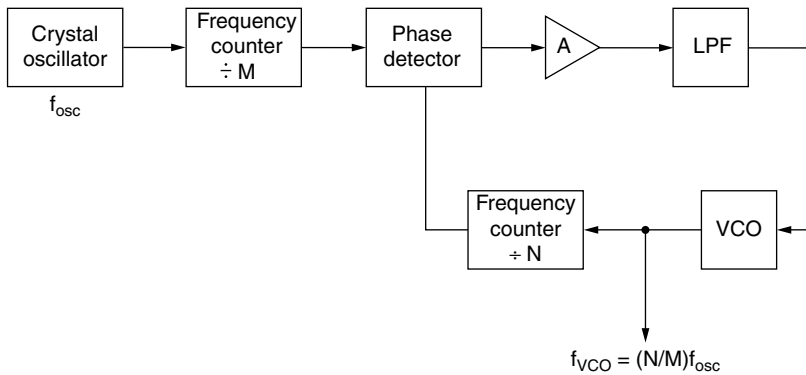 Crystal
oscillator
f_osc
Frequency
counter
÷ M
Phase
detector
A
LPF
Frequency
counter
÷ N
VCO
f_VCO = (N/M)f_osc